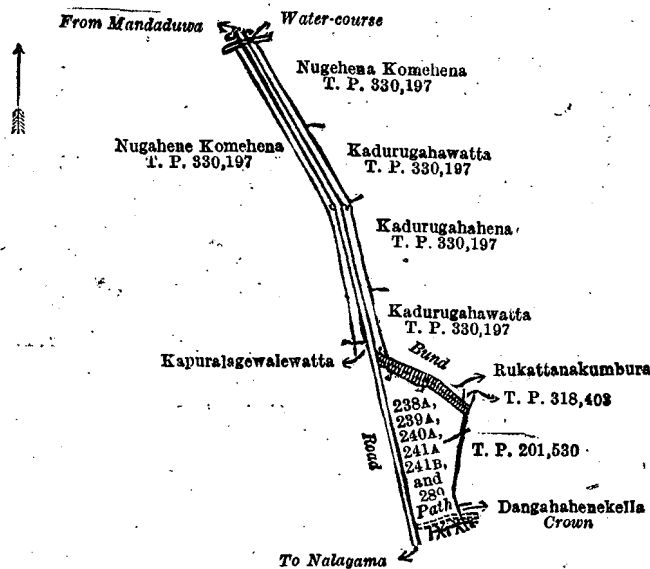 From Mandaduwa
Water-course
Nugehena Komehena
T. P. 330,197
Nugahene Komehena
T. P. 330,197
Kadurugahawatta
T. P. 330,197
Kadurugahahena
T. P. 330,197
Kadurugahawatta
T. P. 330,197
Kapuralagewalewatta
Bund
Rukattanakumbura
T. P. 318,403
238A,
239A,
240A,
241A
241B,
and
289
Road
T. P. 201,530
Path
Dangahahenekella
Crown
To Nalagama